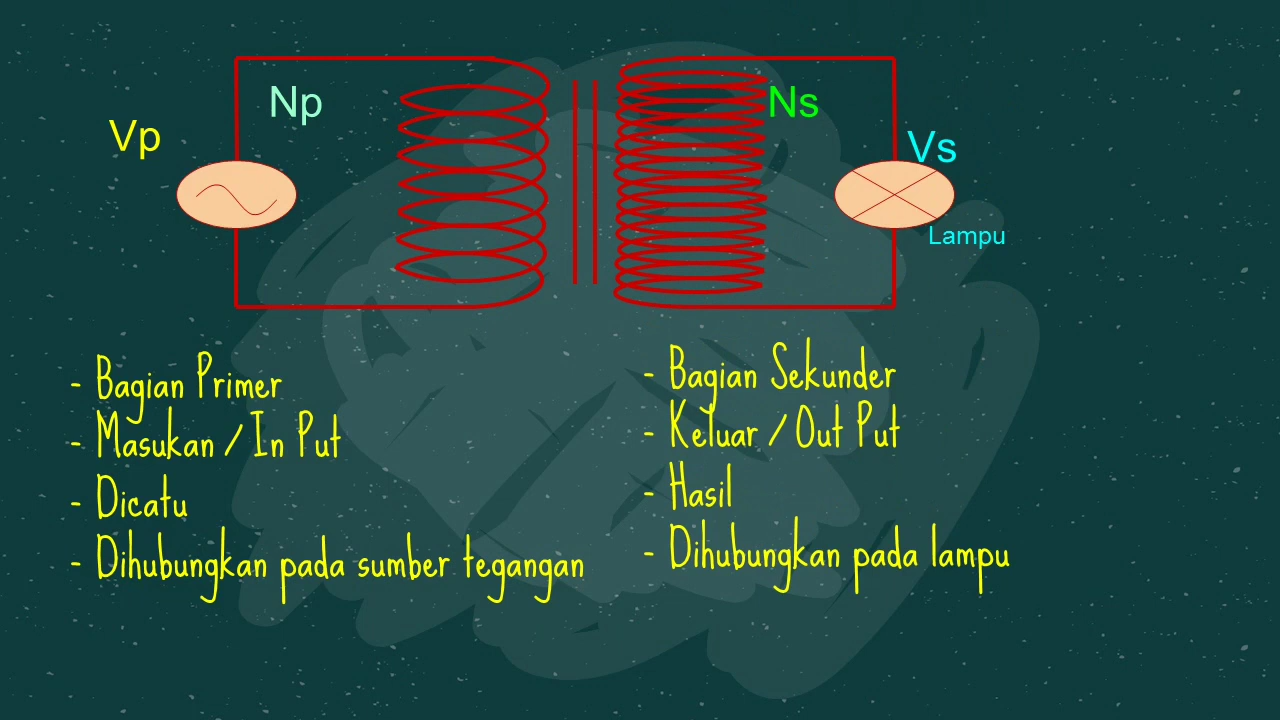 Np
Ns
Vp
Vs
Lampu
- Bagian Primer
- Masukan / In Put
- Dicatu
- Dihubungkan pada sumber tegangan
- Bagian Sekunder
- Keluar / Out Put
- Hasil
- Dihubungkan pada lampu